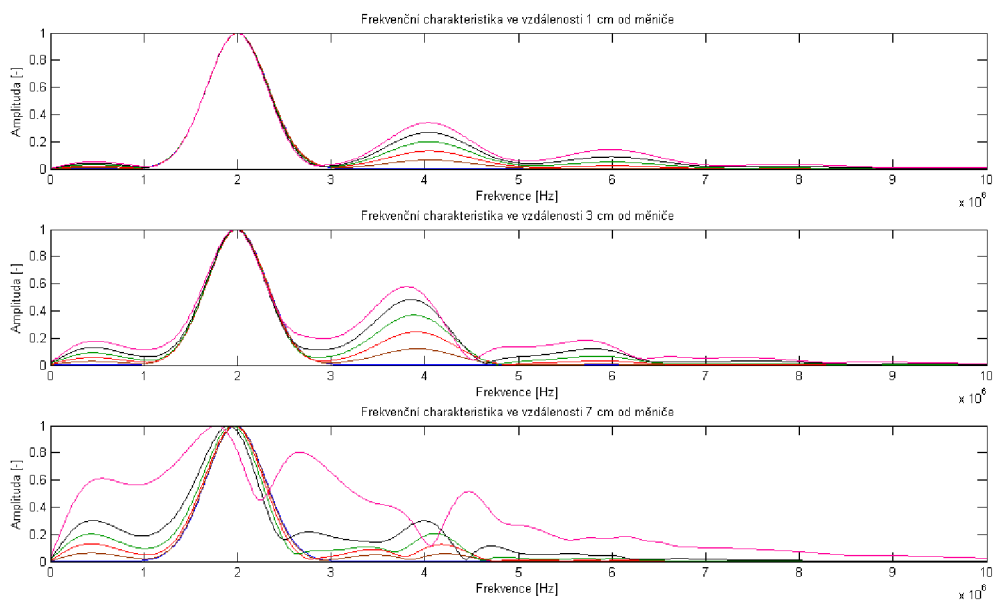 Frekvenční charakteristika ve vzdálenosti 1 cm od měniče
Amplituda [-]
1
0.8
0.6
0.4
0.2
0
0 1 2 3 4 5 6 7 8 9 10
Frekvence [Hz]
x 10^6
Frekvenční charakteristika ve vzdálenosti 3 cm od měniče
Amplituda [-]
1
0.8
0.6
0.4
0.2
0
0 1 2 3 4 5 6 7 8 9 10
Frekvence [Hz]
x 10^6
Frekvenční charakteristika ve vzdálenosti 7 cm od měniče
Amplituda [-]
1
0.8
0.6
0.4
0.2
0
0 1 2 3 4 5 6 7 8 9 10
Frekvence [Hz]
x 10^6